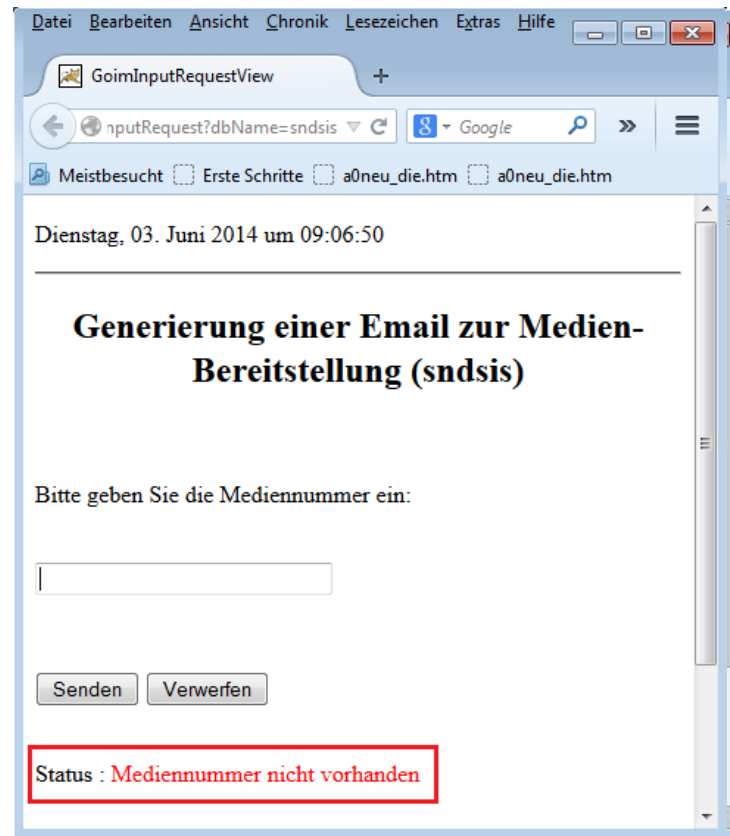 Datei Bearbeiten Ansicht Chronik Lesezeichen Extras Hilfe
GoimInputRequestView
nputRequest?dbName=sndsis
Google
Meistbesucht Erste Schritte a0neu_die.htm a0neu_die.htm
Dienstag, 03. Juni 2014 um 09:06:50
Generierung einer Email zur Medien-
Bereitstellung (sndsis)
Bitte geben Sie die Mediennummer ein:
Senden Verwerfen
Status : Mediennummer nicht vorhanden